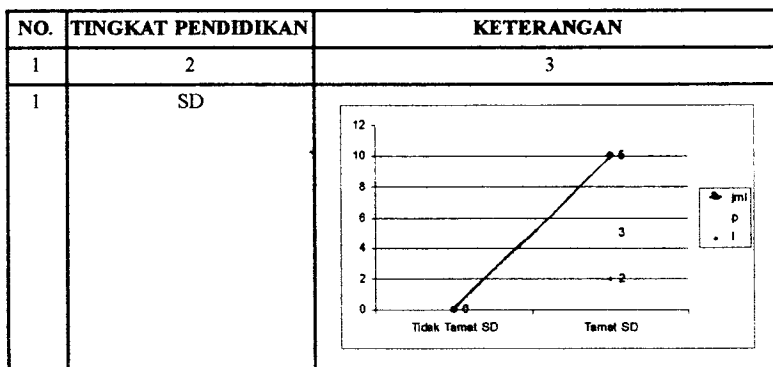 NO. TINGKAT PENDIDIKAN KETERANGAN
1 2 3
1 SD
12
10 5
8
6
3
4
2 2
0 0
Tidak Tamat SD Tamat SD
jml
p
l